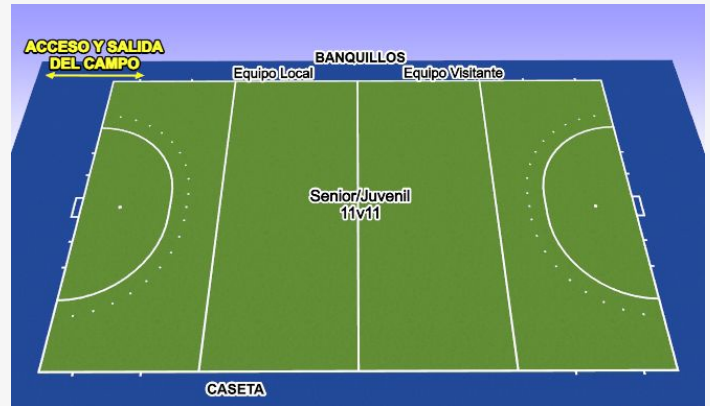 ACCESO Y SALIDA
DEL CAMPO
BANQUILLOS
Equipo Local
Equipo Visitante
Senior/Juvenil
11v11
CASETA